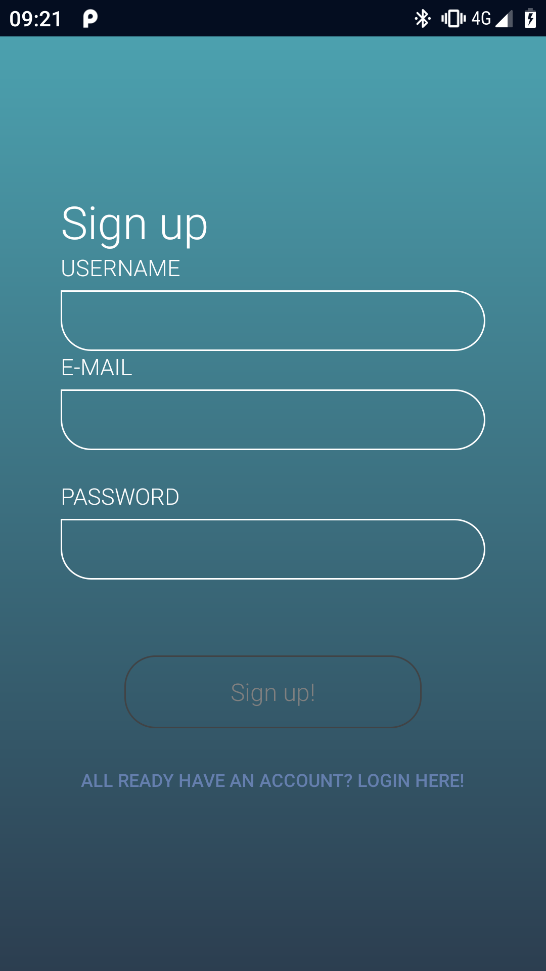 09:21 4G
Sign up
USERNAME
E-MAIL
PASSWORD
Sign up!
ALL READY HAVE AN ACCOUNT? LOGIN HERE!